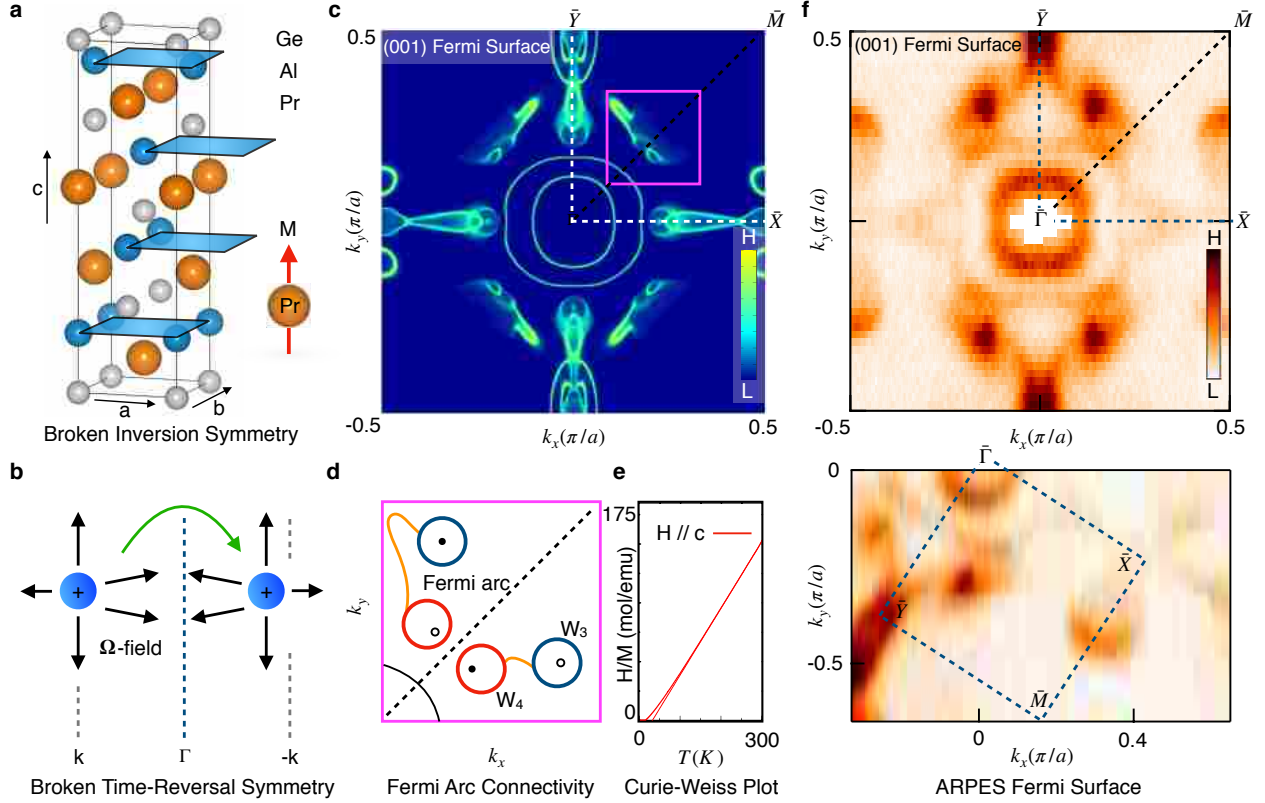 a
Ge
Al
Pr
c
M
Pr
a
b
Broken Inversion Symmetry
b
+
+
Ω-field
k
Γ
-k
Broken Time-Reversal Symmetry
c
Ȳ
M̄
0.5
(001) Fermi Surface
k_y(π/a)
X̄
H
L
-0.5
k_x(π/a)
0.5
d
Fermi arc
k_y
W₃
W₄
k_x
Fermi Arc Connectivity
e
175
H // c
H/M (mol/emu)
0
0
300
T(K)
Curie-Weiss Plot
f
Ȳ
M̄
0.5
(001) Fermi Surface
k_y(π/a)
Γ̄
X̄
H
L
-0.5
k_x(π/a)
0.5
Γ̄
0
X̄
k_y(π/a)
Ȳ
-0.5
M̄
0
0.4
k_x(π/a)
ARPES Fermi Surface